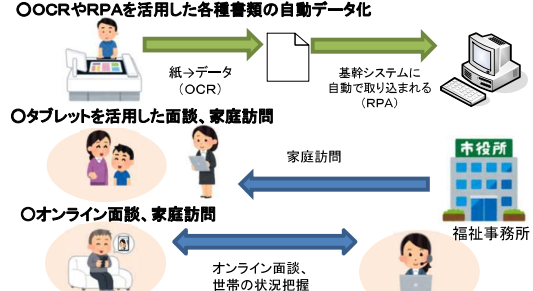 ○OCRやRPAを活用した各種書類の自動データ化
紙→データ
（OCR）
基幹システムに
自動で取り込まれる
（RPA）
○タブレットを活用した面談、家庭訪問
家庭訪問
市役所
福祉事務所
○オンライン面談、家庭訪問
オンライン面談、
世帯の状況把握